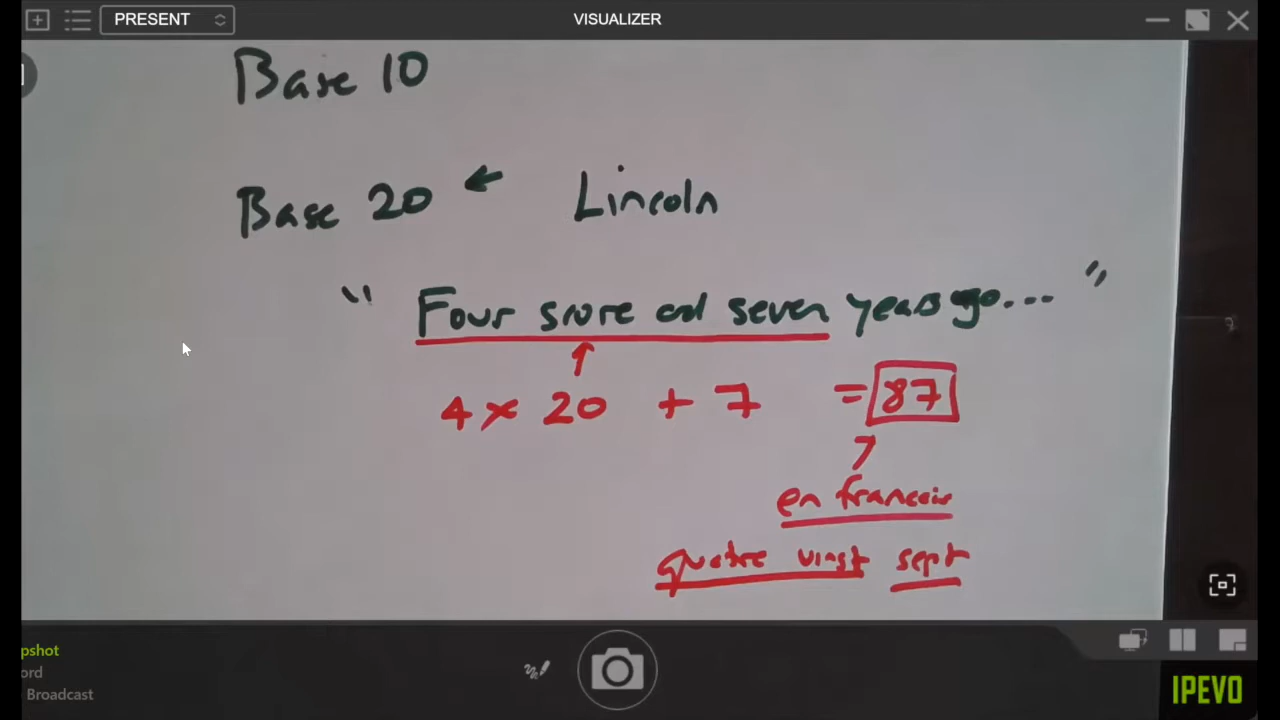 PRESENT
VISUALIZER
Base 10
Base 20 ← Lincoln
" Four score and seven years ago... "
4 × 20 + 7 = 87
en francais
quatre vingt sept
pshot
ord
Broadcast
IPEVO